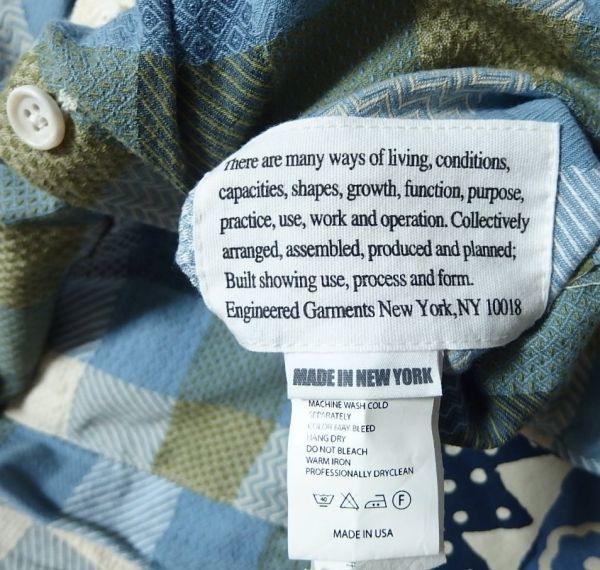 There are many ways of living, conditions,
capacities, shapes, growth, function, purpose,
practice, use, work and operation. Collectively
arranged, assembled, produced and planned;
Built showing use, process and form.
Engineered Garments New York,NY 10018
MADE IN NEW YORK
MACHINE WASH COLD
SEPARATELY
COLOR MAY BLEED
HANG DRY
DO NOT BLEACH
WARM IRON
PROFESSIONALLY DRYCLEAN
40 F
MADE IN USA